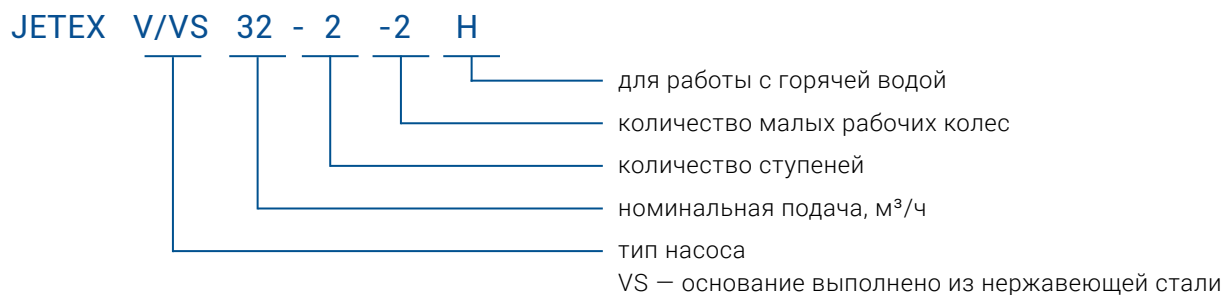 JETEX V/VS 32 - 2 -2 H
для работы с горячей водой
количество малых рабочих колес
количество ступеней
номинальная подача, м³/ч
тип насоса
VS — основание выполнено из нержавеющей стали